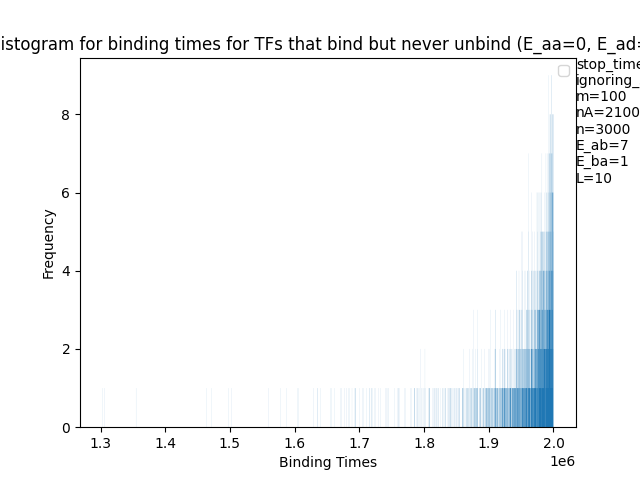 istogram for binding times for TFs that bind but never unbind (E_aa=0, E_ad=
stop_time
ignoring_
m=100
nA=2100
n=3000
E_ab=7
E_ba=1
L=10
Frequency
8
6
4
2
0
1.3 1.4 1.5 1.6 1.7 1.8 1.9 2.0
1e6
Binding Times